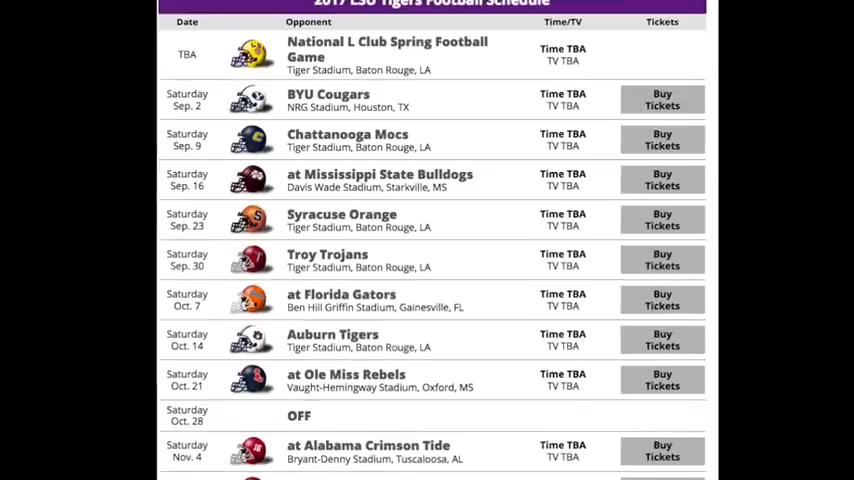 2017 LSU Tigers Football Schedule
Date Opponent Time/TV Tickets
TBA
National L Club Spring Football
Game
Tiger Stadium, Baton Rouge, LA
Time TBA
TV TBA
Saturday
Sep. 2
BYU Cougars
NRG Stadium, Houston, TX
Time TBA
TV TBA
Buy
Tickets
Saturday
Sep. 9
Chattanooga Mocs
Tiger Stadium, Baton Rouge, LA
Time TBA
TV TBA
Buy
Tickets
Saturday
Sep. 16
at Mississippi State Bulldogs
Davis Wade Stadium, Starkville, MS
Time TBA
TV TBA
Buy
Tickets
Saturday
Sep. 23
Syracuse Orange
Tiger Stadium, Baton Rouge, LA
Time TBA
TV TBA
Buy
Tickets
Saturday
Sep. 30
Troy Trojans
Tiger Stadium, Baton Rouge, LA
Time TBA
TV TBA
Buy
Tickets
Saturday
Oct. 7
at Florida Gators
Ben Hill Griffin Stadium, Gainesville, FL
Time TBA
TV TBA
Buy
Tickets
Saturday
Oct. 14
Auburn Tigers
Tiger Stadium, Baton Rouge, LA
Time TBA
TV TBA
Buy
Tickets
Saturday
Oct. 21
at Ole Miss Rebels
Vaught-Hemingway Stadium, Oxford, MS
Time TBA
TV TBA
Buy
Tickets
Saturday
Oct. 28
OFF
Saturday
Nov. 4
at Alabama Crimson Tide
Bryant-Denny Stadium, Tuscaloosa, AL
Time TBA
TV TBA
Buy
Tickets